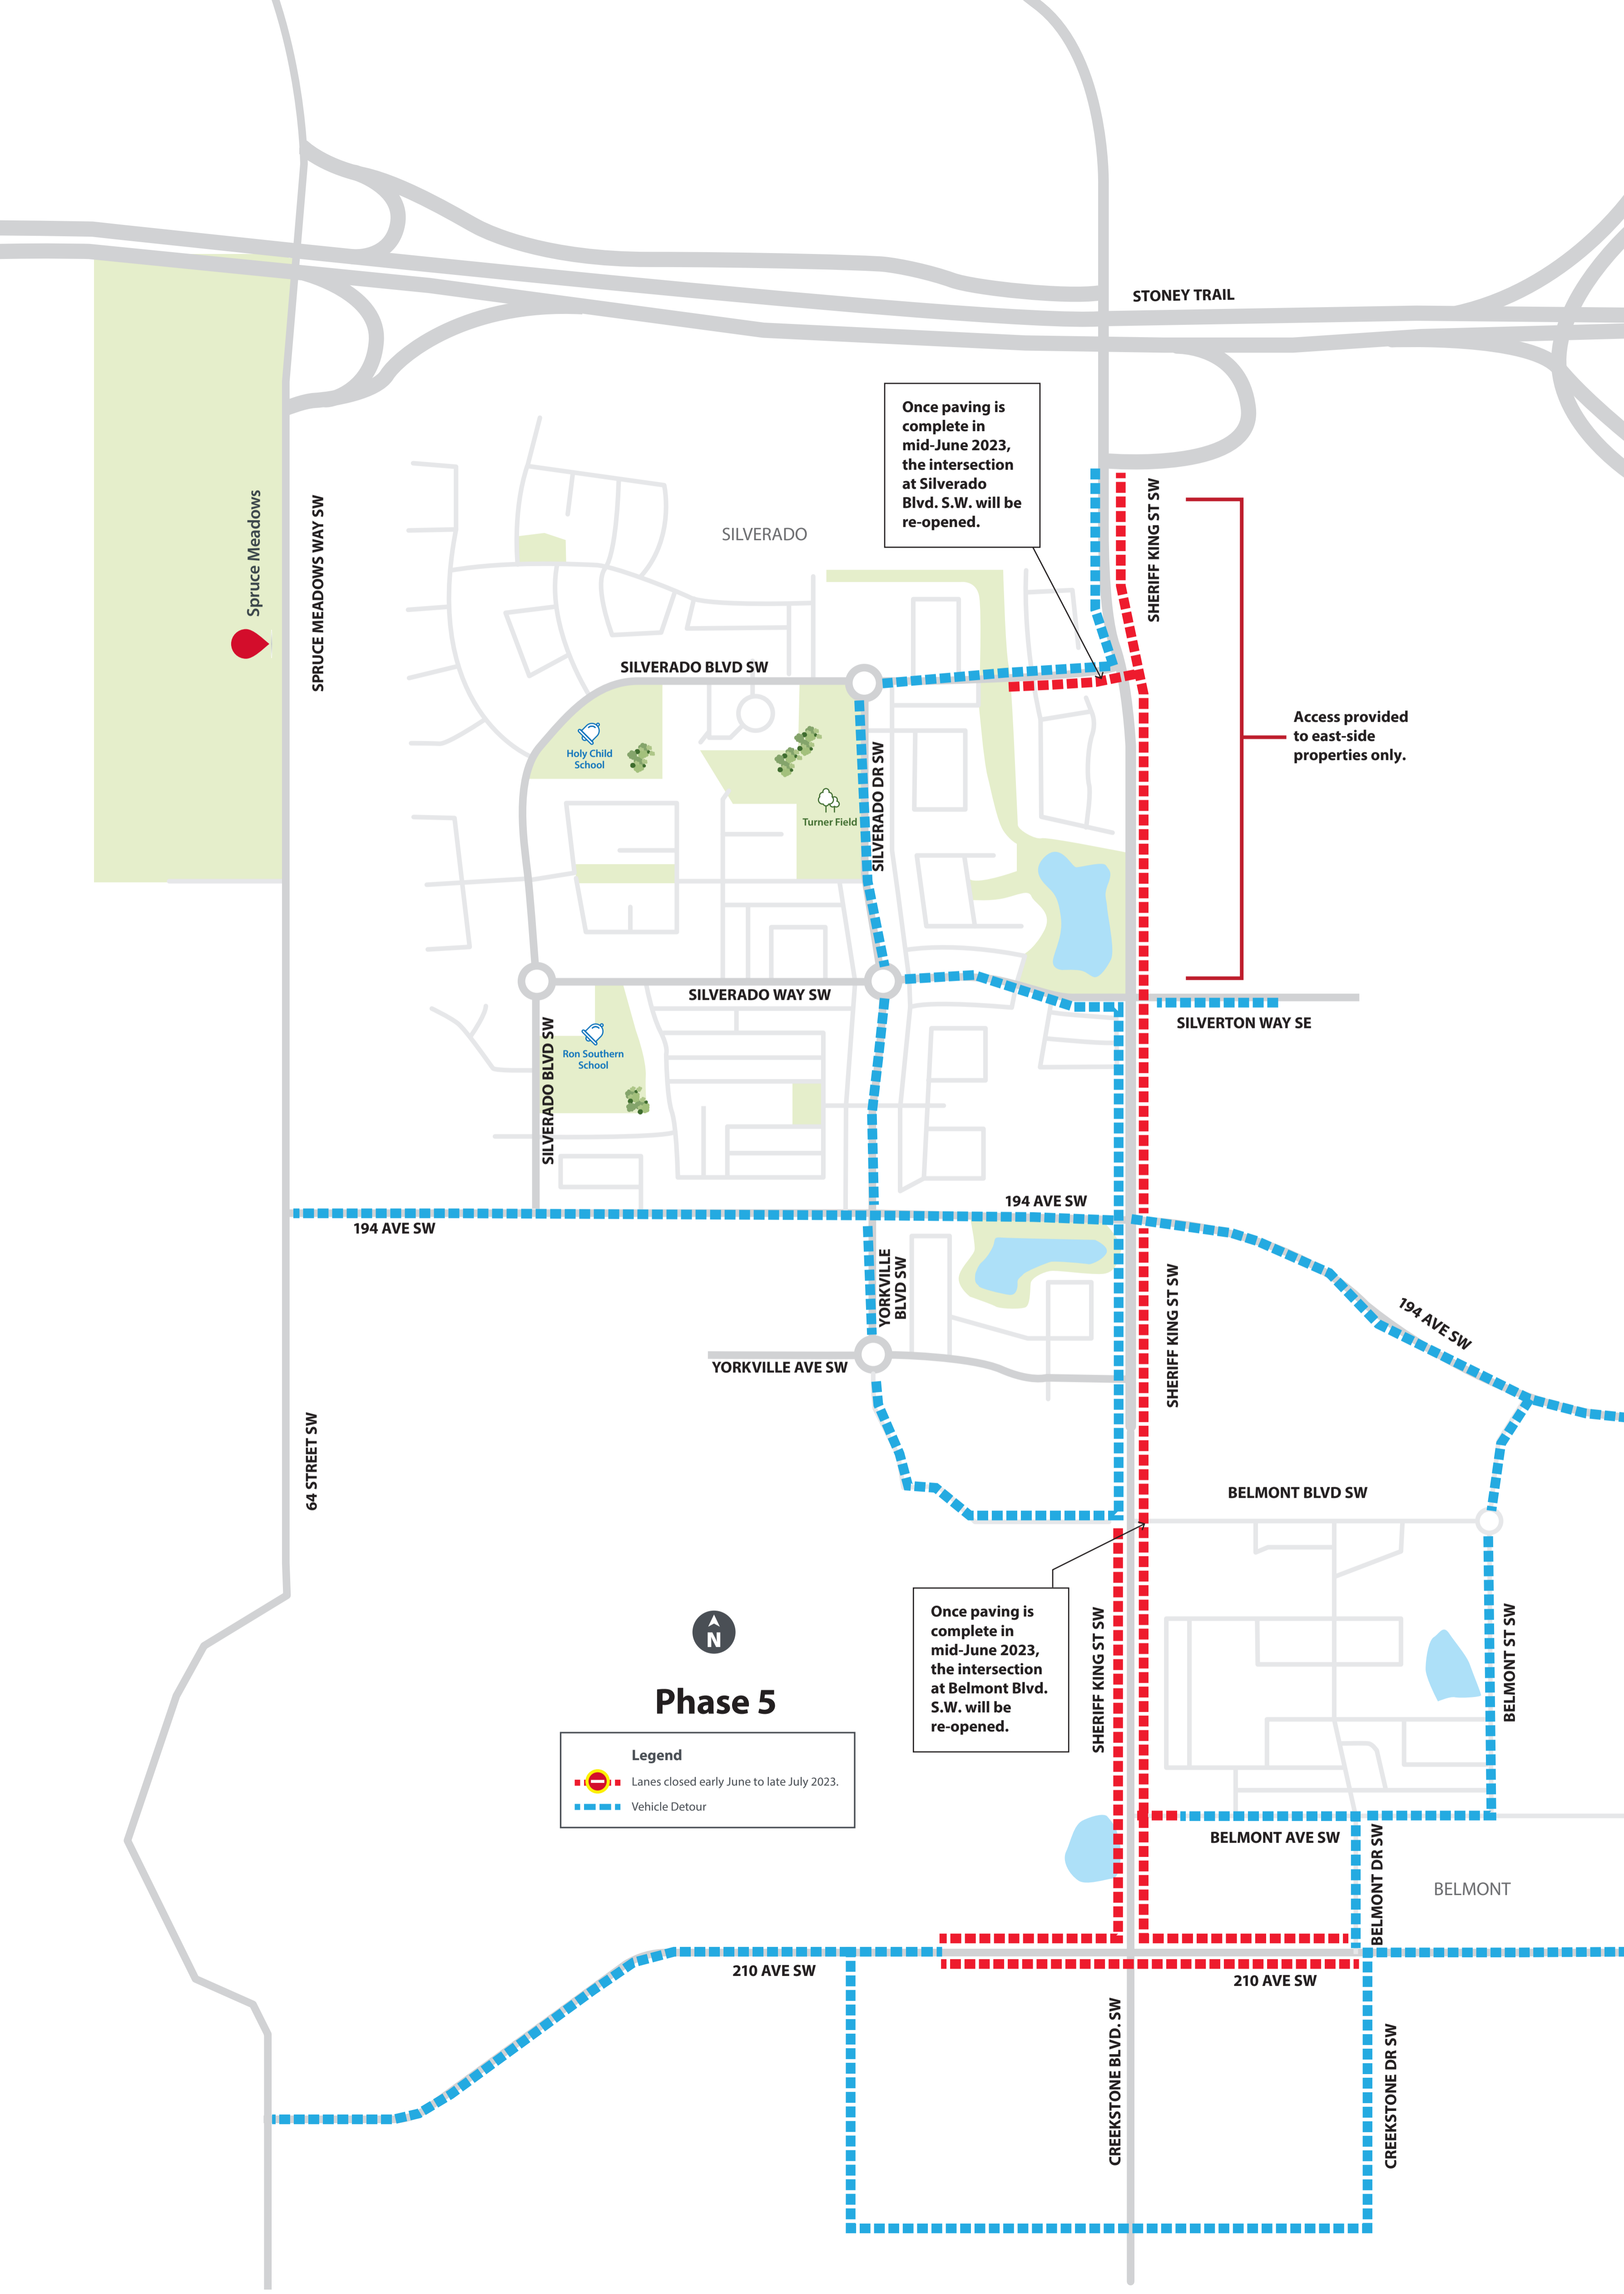 STONEY TRAIL
Once paving is
complete in
mid-June 2023,
the intersection
at Silverado
Blvd. S.W. will be
re-opened.
SHERIFF KING ST SW
Spruce Meadows
SPRUCE MEADOWS WAY SW
SILVERADO
SILVERADO BLVD SW
Access provided
to east-side
properties only.
Holy Child
School
SILVERADO DR SW
Turner Field
SILVERADO WAY SW
SILVERTON WAY SE
SILVERADO BLVD SW
Ron Southern
School
194 AVE SW
194 AVE SW
YORKVILLE
BLVD SW
SHERIFF KING ST SW
194 AVE SW
YORKVILLE AVE SW
64 STREET SW
BELMONT BLVD SW
Once paving is
complete in
mid-June 2023,
the intersection
at Belmont Blvd.
S.W. will be
re-opened.
SHERIFF KING ST SW
BELMONT ST SW
N
Phase 5
Legend
Lanes closed early June to late July 2023.
Vehicle Detour
BELMONT AVE SW
BELMONT DR SW
BELMONT
210 AVE SW
210 AVE SW
CREEKSTONE BLVD. SW
CREEKSTONE DR SW